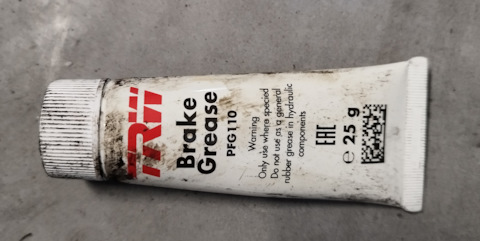 TRW
Brake
Grease
PFG110
Warning
Only use where specied
Do not use as a general
rubber grease in hydraulic
components
EAC
e 25 g